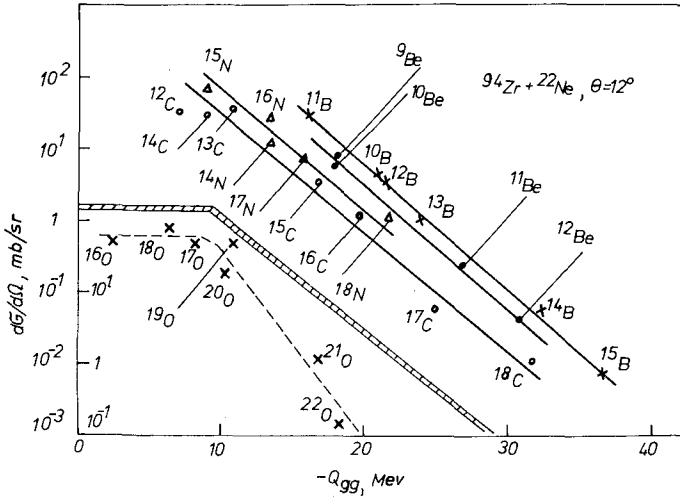 9Be
10Be
94Zr + 22Ne, θ=12°
15N
16N
11B
12C
14C
13C
14N
17N
15C
16C
18N
10B
12B
13B
11Be
12Be
17C
18C
14B
15B
16O
18O
17O
19O
20O
21O
22O
10²
10¹
1
10⁻¹
10⁻²
10⁻³
10¹
1
10⁻¹
dσ/dΩ, mb/sr
0 10 20 30 40
-Qgg, Mev